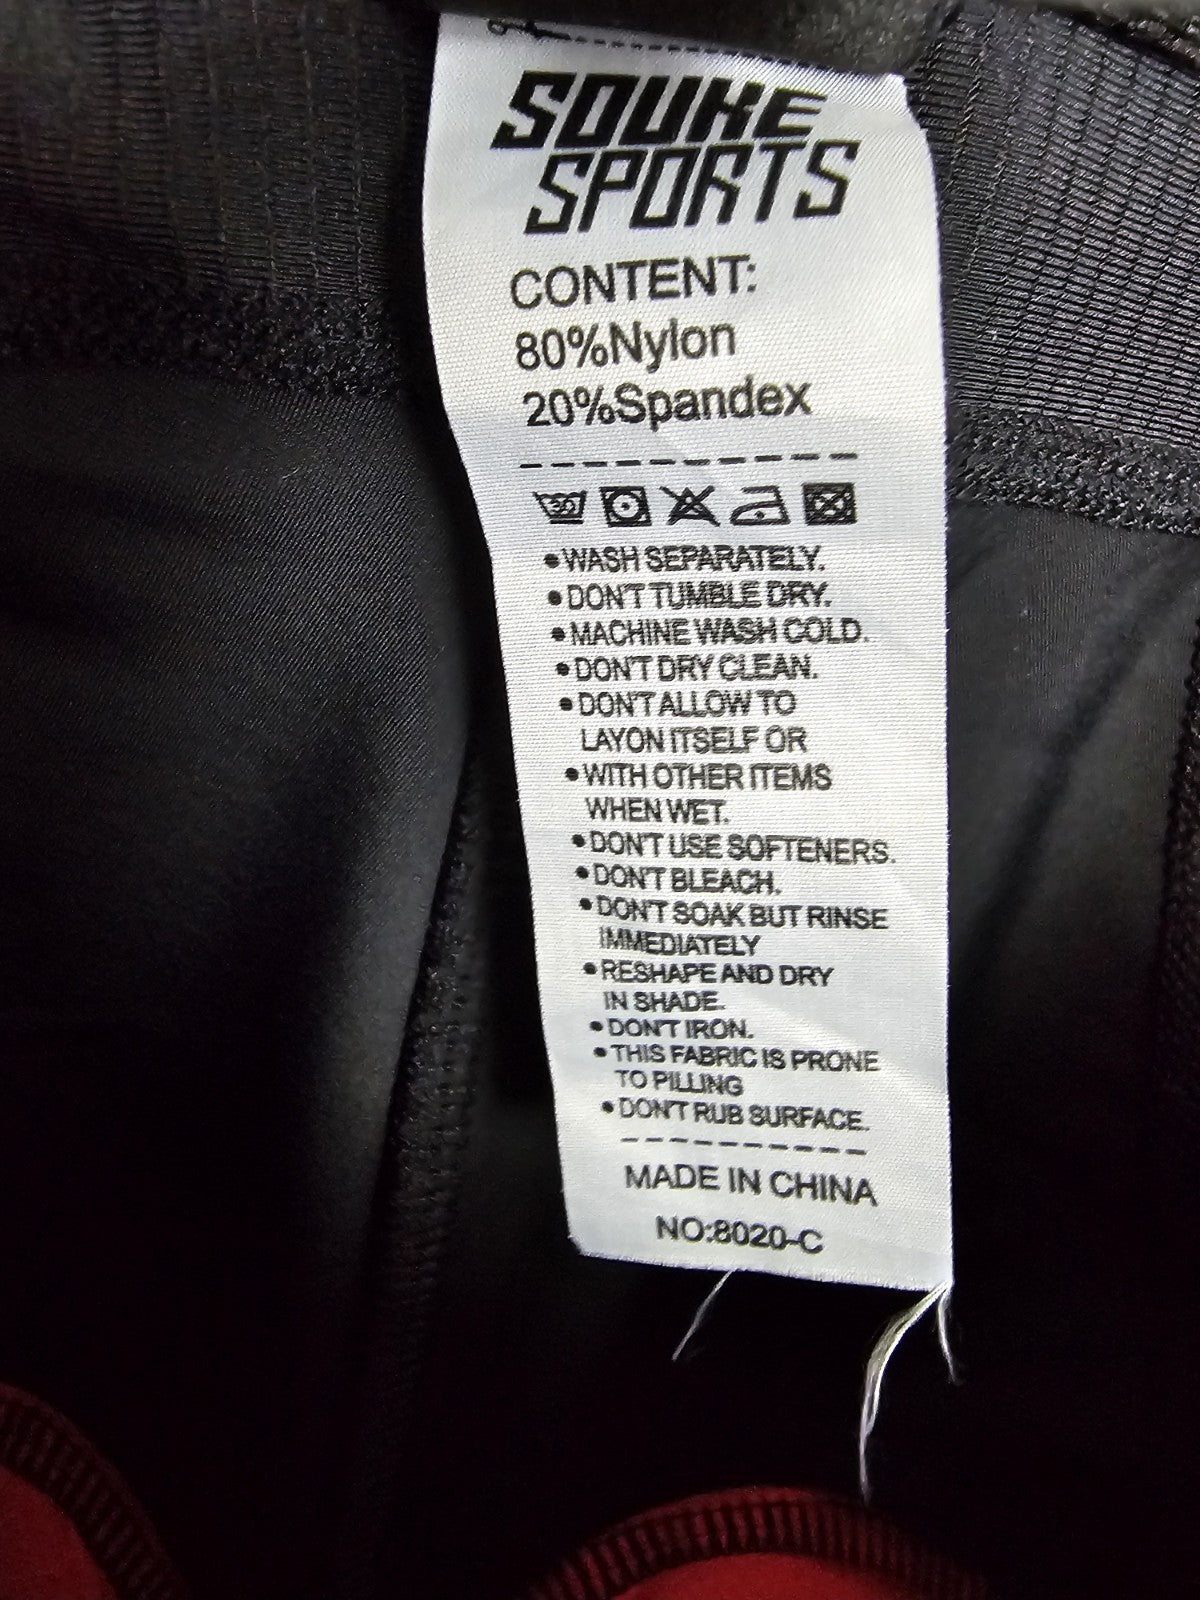 SOUKE
SPORTS
CONTENT:
80%Nylon
20%Spandex
30
•WASH SEPARATELY.
•DON'T TUMBLE DRY.
•MACHINE WASH COLD.
•DON'T DRY CLEAN.
•DON'T ALLOW TO
LAYON ITSELF OR
•WITH OTHER ITEMS
WHEN WET.
•DON'T USE SOFTENERS.
•DON'T BLEACH.
•DON'T SOAK BUT RINSE
IMMEDIATELY
•RESHAPE AND DRY
IN SHADE.
•DON'T IRON.
•THIS FABRIC IS PRONE
TO PILLING
•DON'T RUB SURFACE.
MADE IN CHINA
NO:8020-C